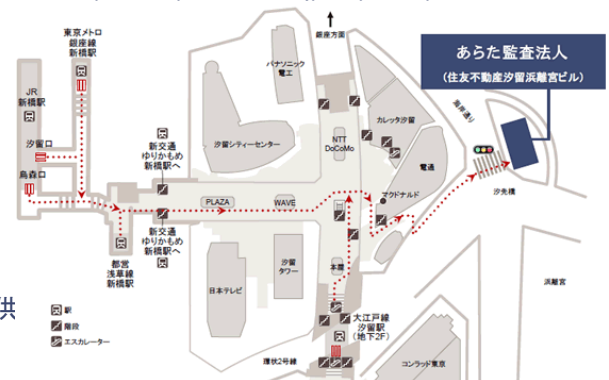 銀座方面
東京メトロ
銀座線
新橋駅
パナソニック
電工
あらた監査法人
(住友不動産汐留浜離宮ビル)
JR
新橋駅
海岸通り
カレッタ汐留
汐留口
新交通
ゆりかもめ
新橋駅へ
汐留シティーセンター
NTT
DoCoMo
電通
烏森口
マクドナルド
汐先橋
PLAZA
WAVE
新交通
ゆりかもめ
新橋駅へ
都営
浅草線
新橋駅
汐留
タワー
本屋
浜離宮
日本テレビ
供
駅
階段
エスカレーター
大江戸線
汐留駅
(地下2F)
環状2号線
コンラッド東京